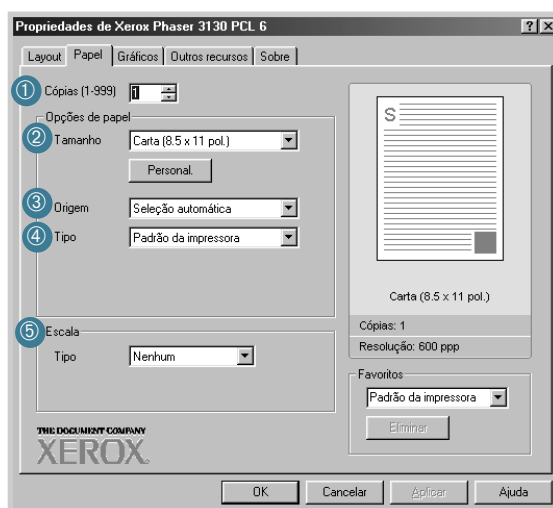 Propriedades de Xerox Phaser 3130 PCL 6
Layout Papel Gráficos Outros recursos Sobre
1 Cópias (1-999) 1
Opções de papel
2 Tamanho Carta (8.5 x 11 pol.)
Personal.
3 Origem Seleção automática
4 Tipo Padrão da impressora
5 Escala
Tipo Nenhum
S
Carta (8.5 x 11 pol.)
Cópias: 1
Resolução: 600 ppp
Favoritos
Padrão da impressora
Eliminar
THE DOCUMENT COMPANY
XEROX
OK Cancelar Aplicar Ajuda